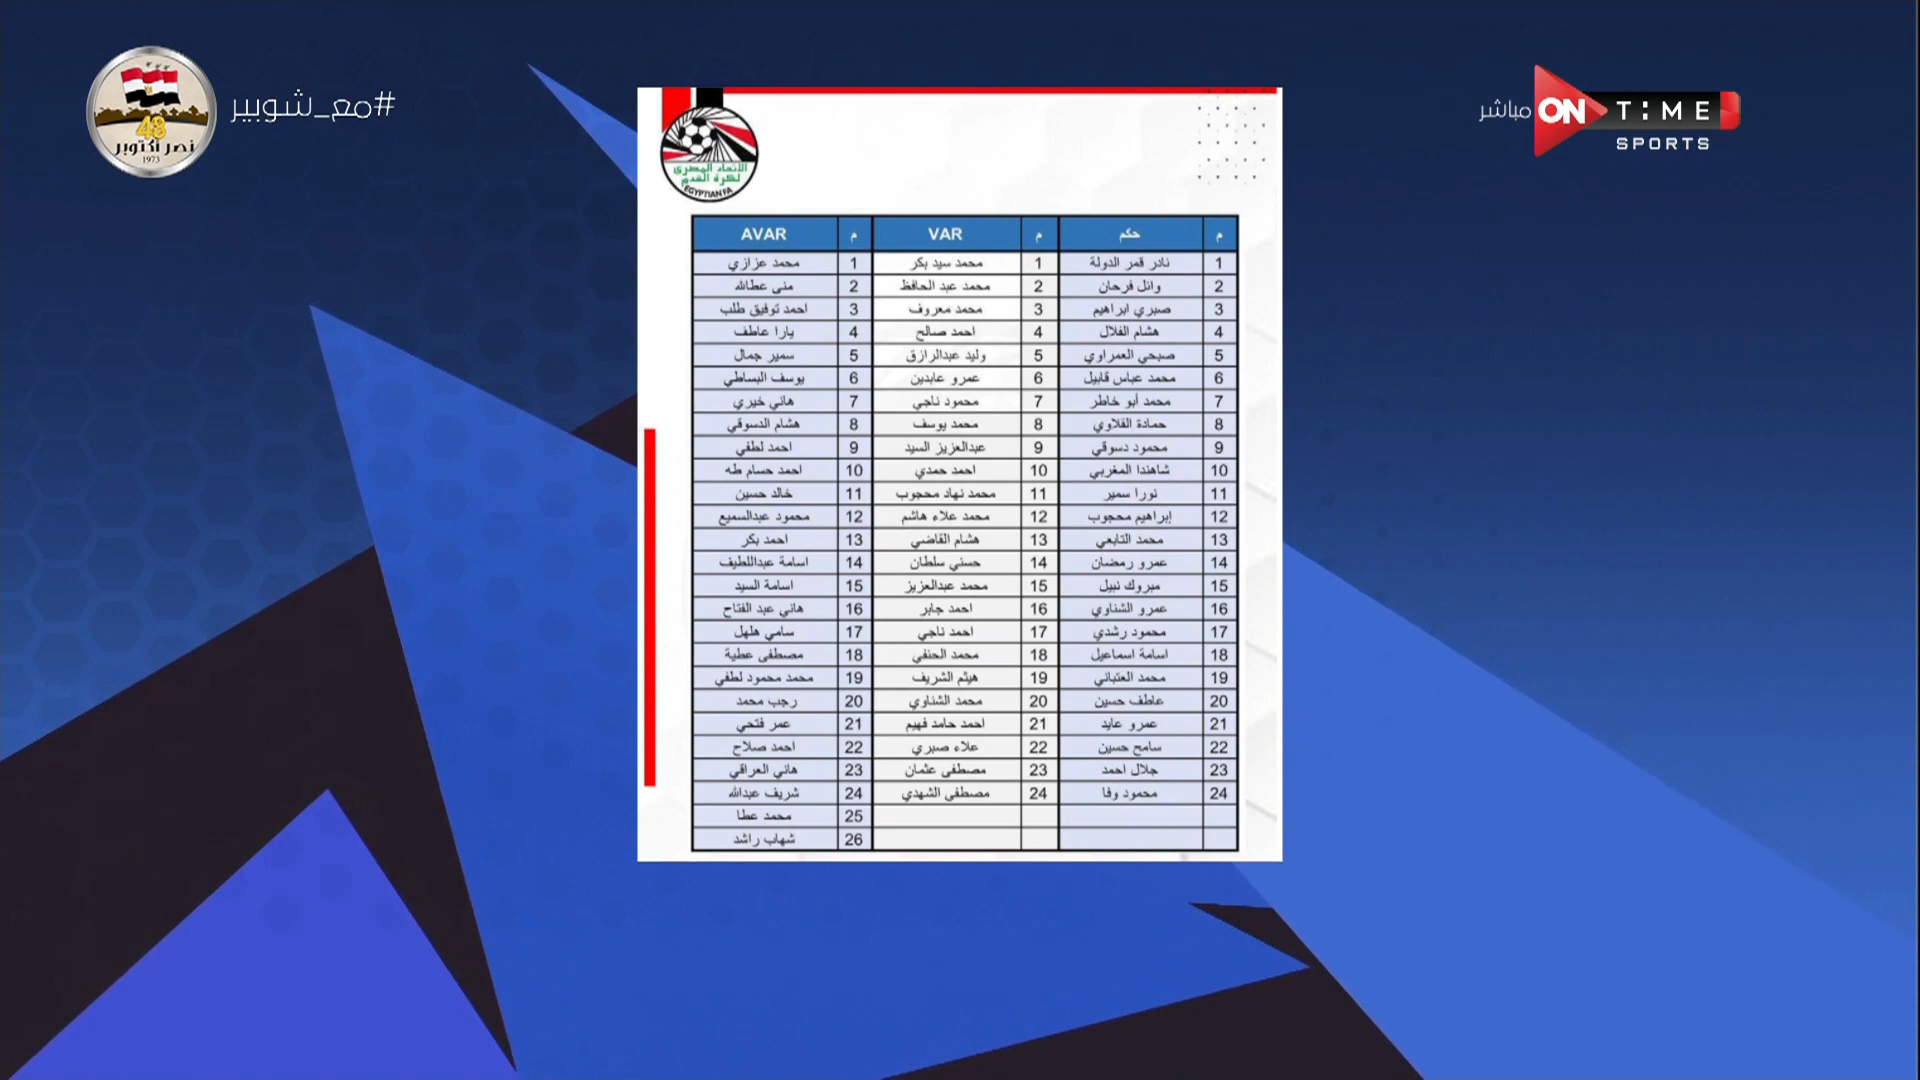 #مع_شوبير
48
نصر أكتوبر
1973
مباشر ON TIME
SPORTS
الاتحاد المصرى
لكرة القدم
EGYPTIAN FA
م حكم م VAR م AVAR
1 نادر قمر الدولة 1 محمد سيد بكر 1 محمد عزازي
2 وائل فرحان 2 محمد عبد الحافظ 2 منى عطالله
3 صبري ابراهيم 3 محمد معروف 3 احمد توفيق طلب
4 هشام القلال 4 احمد صالح 4 يارا عاطف
5 صبحي العمراوي 5 وليد عبدالرازق 5 سمير جمال
6 محمد عباس قابيل 6 عمرو عابدين 6 يوسف البساطي
7 محمد أبو خاطر 7 محمود ناجي 7 هاني خيري
8 حمادة القلاوي 8 محمد يوسف 8 هشام الدسوقي
9 محمود دسوقي 9 عبدالعزيز السيد 9 احمد لطفي
10 شاهندا المغربي 10 احمد حمدي 10 احمد حسام طه
11 نورا سمير 11 محمد نهاد محجوب 11 خالد حسين
12 إبراهيم محجوب 12 محمد علاء هاشم 12 محمود عبدالسميع
13 محمد التابعي 13 هشام القاضي 13 احمد بكر
14 عمرو رمضان 14 حسني سلطان 14 اسامة عبداللطيف
15 مبروك نبيل 15 محمد عبدالعزيز 15 اسامة السيد
16 عمرو الشناوي 16 احمد جابر 16 هاني عبد الفتاح
17 محمود رشدي 17 احمد ناجي 17 سامي هلهل
18 اسامة اسماعيل 18 محمد الحنفي 18 مصطفى عطية
19 محمد العتباني 19 هيثم الشريف 19 محمد محمود لطفي
20 عاطف حسين 20 محمد الشناوي 20 رجب محمد
21 عمرو عابد 21 احمد حامد فهيم 21 عمر فتحي
22 سامح حسين 22 علاء صبري 22 احمد صلاح
23 جلال احمد 23 مصطفى عثمان 23 هاني العراقي
24 محمود وفا 24 مصطفى الشهدي 24 شريف عبدالله
25 محمد عطا
26 شهاب راشد